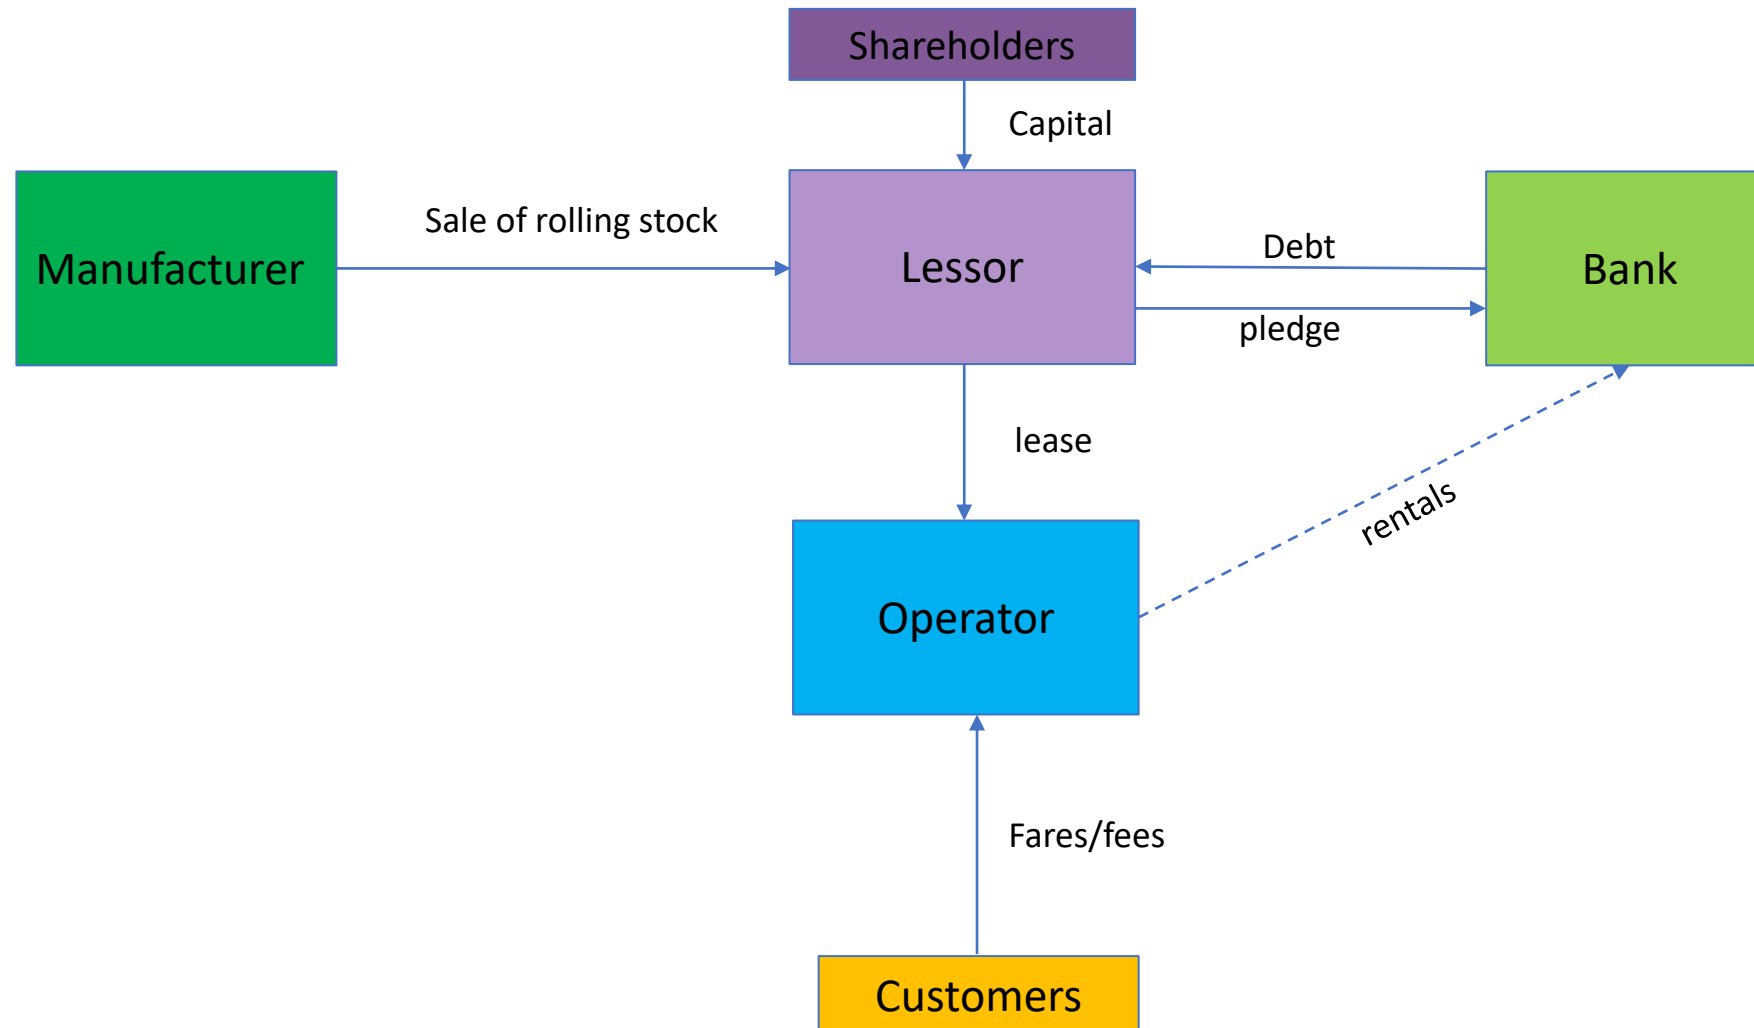 Shareholders
Capital
Manufacturer
Sale of rolling stock
Lessor
Debt
pledge
Bank
lease
rentals
Operator
Fares/fees
Customers